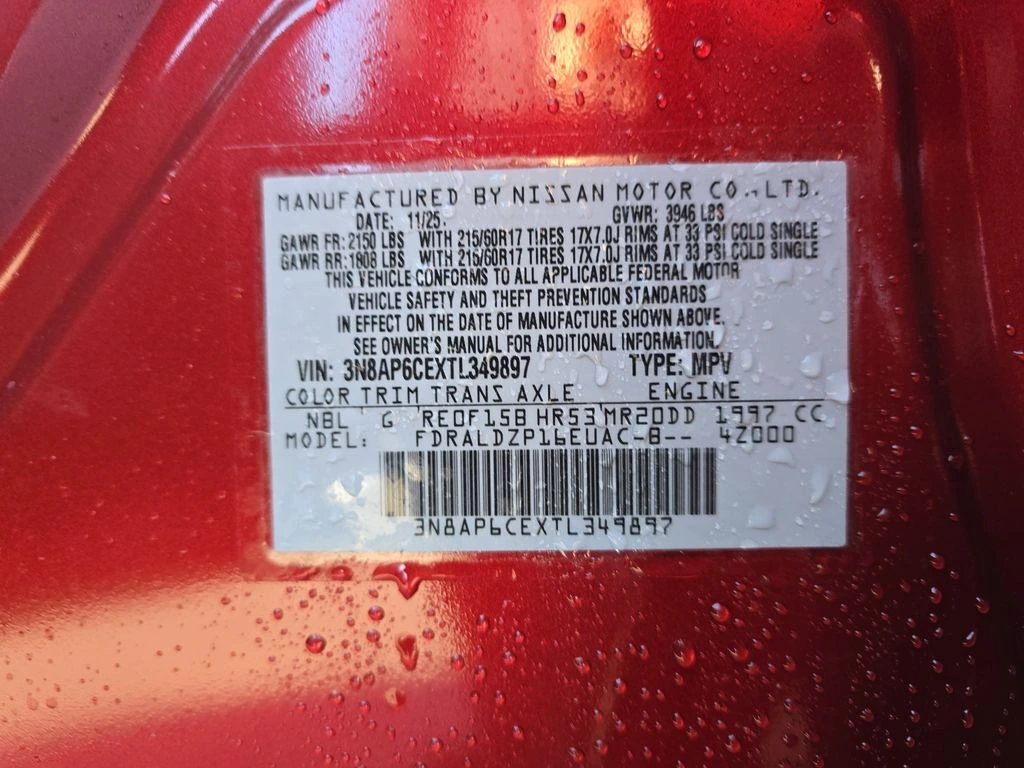 MANUFACTURED BY NISSAN MOTOR CO., LTD.
DATE: 11/25. GVWR: 3946 LBS
GAWR FR: 2150 LBS WITH 215/60R17 TIRES 17X7.0J RIMS AT 33 PSI COLD SINGLE
GAWR RR: 1808 LBS WITH 215/60R17 TIRES 17X7.0J RIMS AT 33 PSI COLD SINGLE
THIS VEHICLE CONFORMS TO ALL APPLICABLE FEDERAL MOTOR
VEHICLE SAFETY AND THEFT PREVENTION STANDARDS
IN EFFECT ON THE DATE OF MANUFACTURE SHOWN ABOVE.
SEE OWNER'S MANUAL FOR ADDITIONAL INFORMATION.
VIN: 3N8AP6CEXTL349897 TYPE: MPV
COLOR TRIM TRANS AXLE ENGINE
NBL G RE0F15B HR53 MR20DD 1997 CC
MODEL: FDRALDZP16EUAC-B-- 4Z000
3N8AP6CEXTL349897